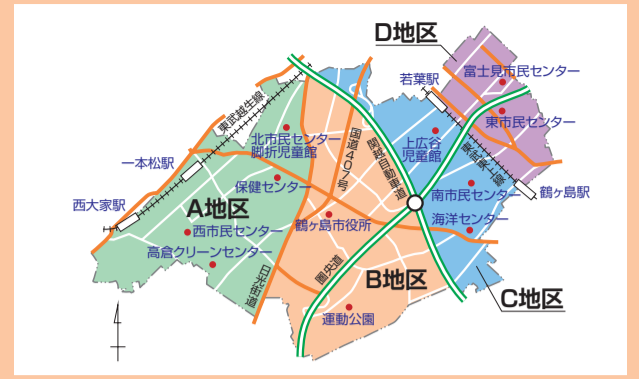 D地区
富士見市民センター
若葉駅
東武越生線
東市民センター
北市民センター
脚折児童館
国道407号
関越自動車道
上広谷
児童館
東武東上線
一本松駅
保健センター
鶴ヶ島駅
南市民センター
西大家駅
A地区
鶴ヶ島市役所
海洋センター
西市民センター
高倉クリーンセンター
日光街道
圏央道
B地区
C地区
運動公園